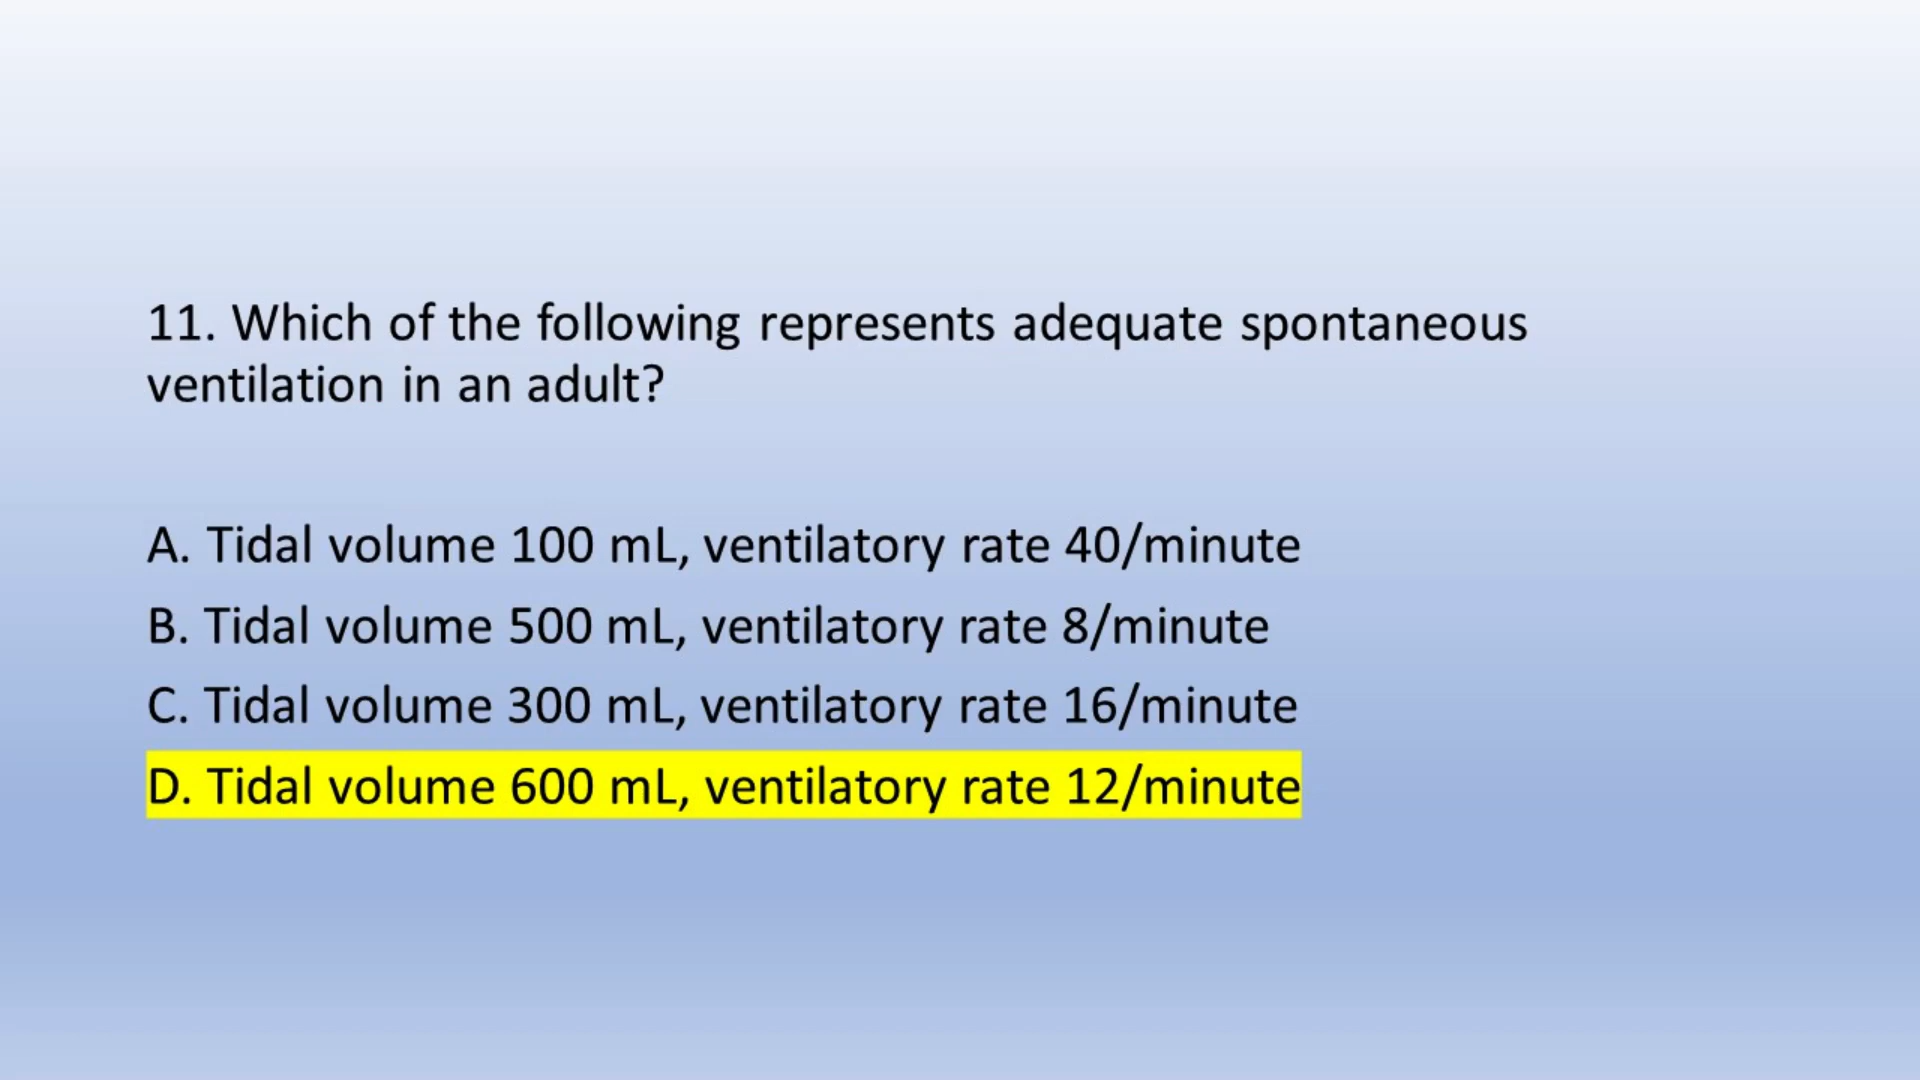 11. Which of the following represents adequate spontaneous
ventilation in an adult?
A. Tidal volume 100 mL, ventilatory rate 40/minute
B. Tidal volume 500 mL, ventilatory rate 8/minute
C. Tidal volume 300 mL, ventilatory rate 16/minute
D. Tidal volume 600 mL, ventilatory rate 12/minute